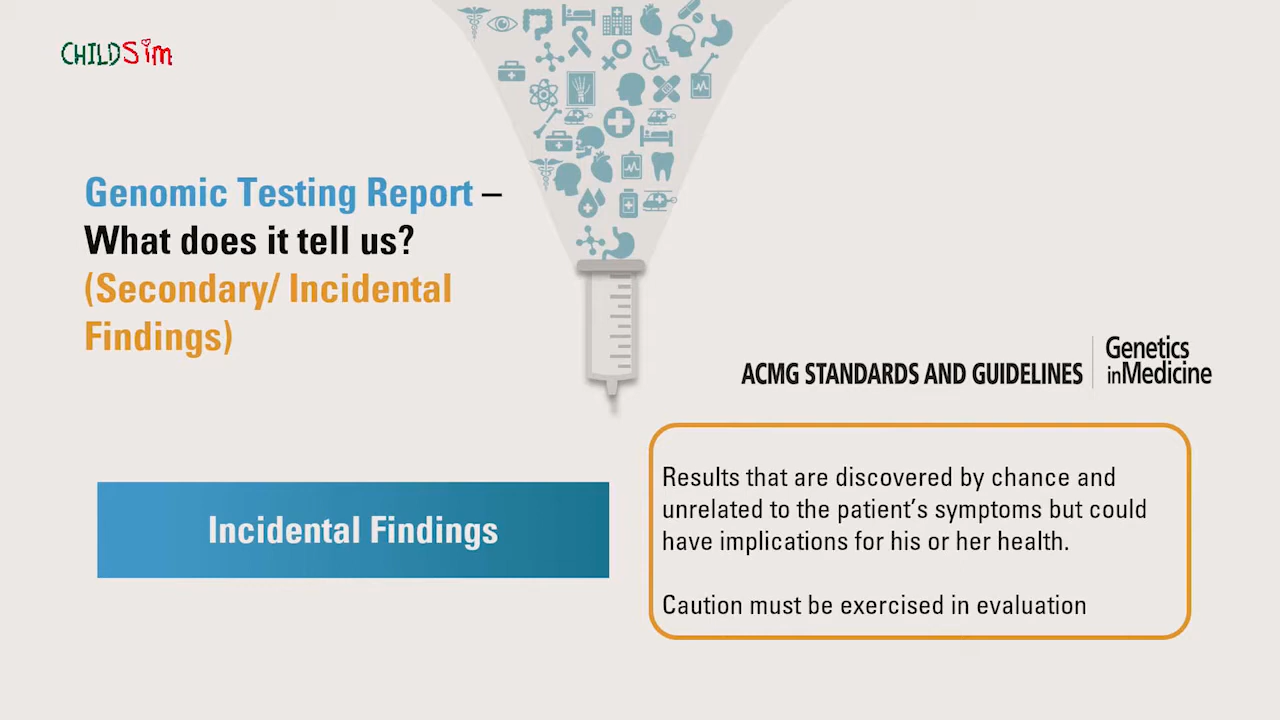 CHILDSim
Genomic Testing Report –
What does it tell us?
(Secondary/ Incidental
Findings)
ACMG STANDARDS AND GUIDELINES
Genetics
inMedicine
Incidental Findings
Results that are discovered by chance and
unrelated to the patient’s symptoms but could
have implications for his or her health.
Caution must be exercised in evaluation